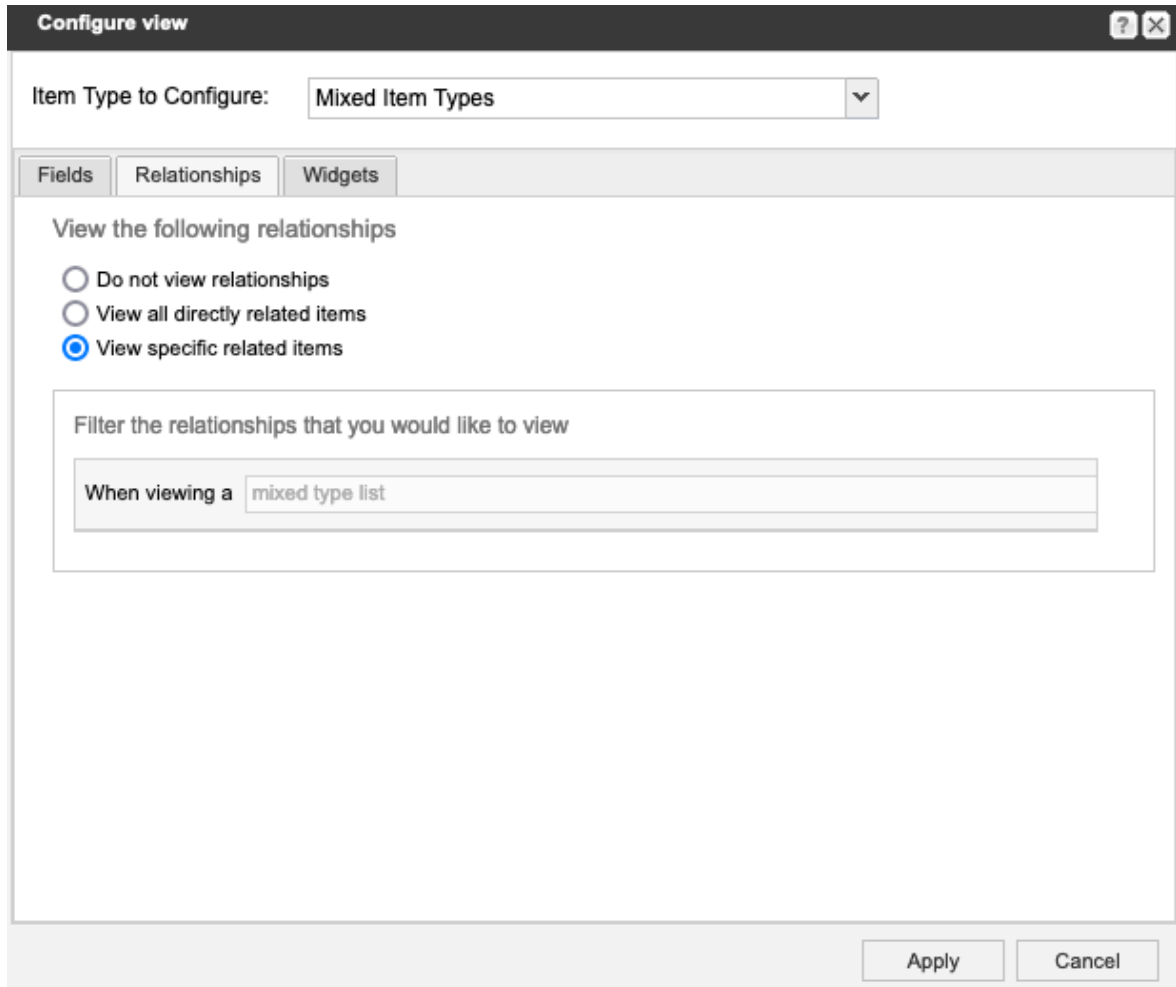 Configure view
?
Item Type to Configure: Mixed Item Types
Fields Relationships Widgets
View the following relationships
Do not view relationships
View all directly related items
View specific related items
Filter the relationships that you would like to view
When viewing a mixed type list
Apply Cancel